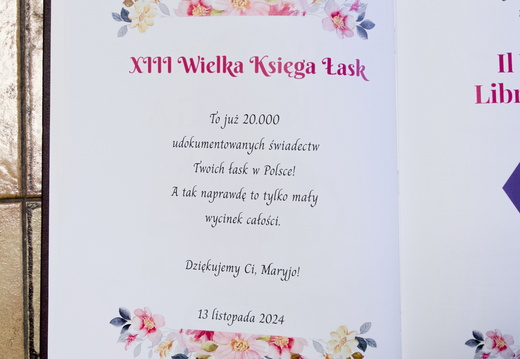 XIII Wielka Księga Łask
To już 20.000
udokumentowanych świadectw
Twoich łask w Polsce!
A tak naprawdę to tylko mały
wycinek całości.
Dziękujemy Ci, Maryjo!
13 listopada 2024
Il